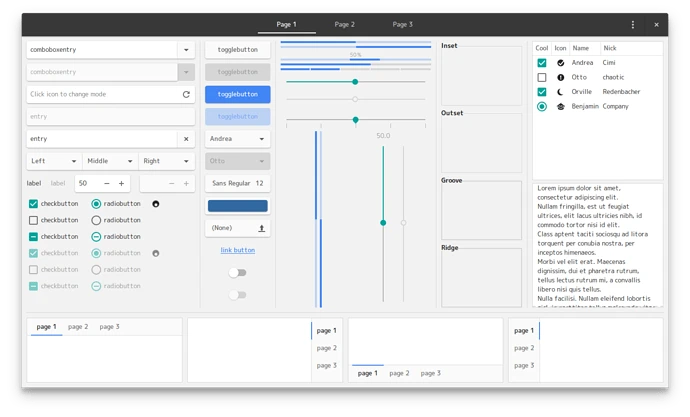 Page 1
Page 2
Page 3
comboboxentry
comboboxentry
Click icon to change mode
entry
entry
Left
Middle
Right
label
label
50
checkbutton
radiobutton
checkbutton
radiobutton
checkbutton
radiobutton
checkbutton
radiobutton
checkbutton
radiobutton
checkbutton
radiobutton
togglebutton
togglebutton
togglebutton
togglebutton
Andrea
Otto
Sans Regular 12
(None)
link button
50%
50.0
Inset
Outset
Groove
Ridge
Cool Icon Name Nick
Andrea Cimi
Otto chaotic
Orville Redenbacher
Benjamin Company
Lorem ipsum dolor sit amet,
consectetur adipiscing elit.
Nullam fringilla, est ut feugiat
ultrices, elit lacus ultricies nibh, id
commodo tortor nisi id elit.
Class aptent taciti sociosqu ad litora
torquent per conubia nostra, per
inceptos himenaeos.
Morbi vel elit erat. Maecenas
dignissim, dui et pharetra rutrum,
tellus lectus rutrum mi, a convallis
libero nisi quis tellus.
Nulla facilisi. Nullam eleifend lobortis
page 1
page 2
page 3
page 1
page 2
page 3
page 1
page 2
page 3
page 1
page 2
page 3